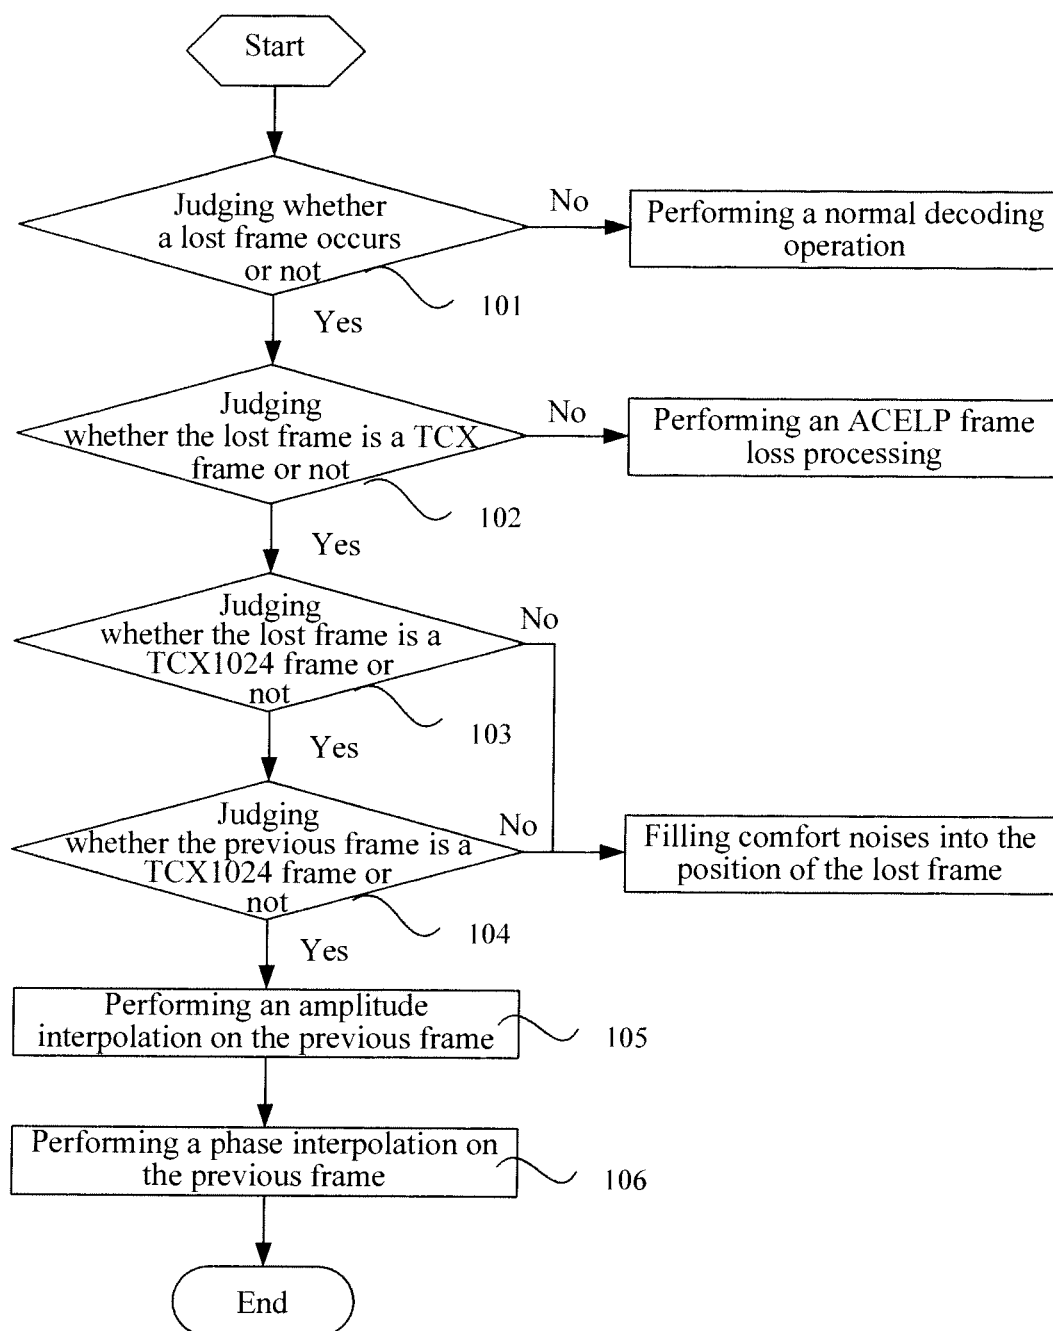 Start
Judging whether
a lost frame occurs
or not
No
Performing a normal decoding
operation
101
Yes
Judging
whether the lost frame is a TCX
frame or not
No
Performing an ACELP frame
loss processing
102
Yes
Judging
whether the lost frame is a
TCX1024 frame or
not
No
103
Yes
Judging
whether the previous frame is a
TCX1024 frame or
not
No
Filling comfort noises into the
position of the lost frame
104
Yes
Performing an amplitude
interpolation on the previous frame
105
Performing a phase interpolation on
the previous frame
106
End